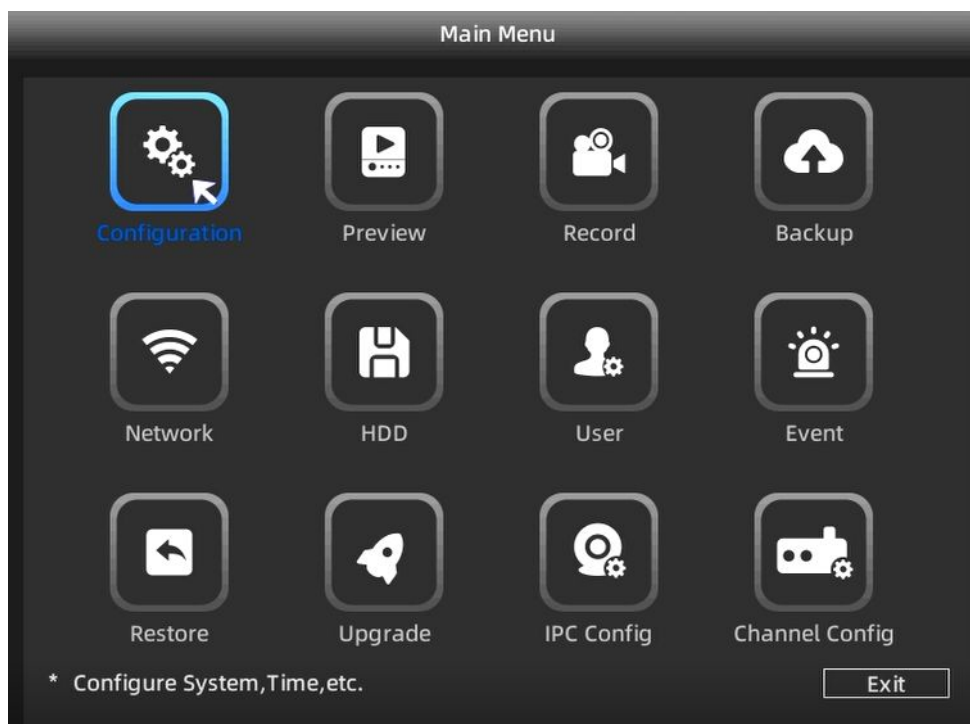 Main Menu
Configuration Preview Record Backup
Network HDD User Event
Restore Upgrade IPC Config Channel Config
* Configure System,Time,etc. Exit